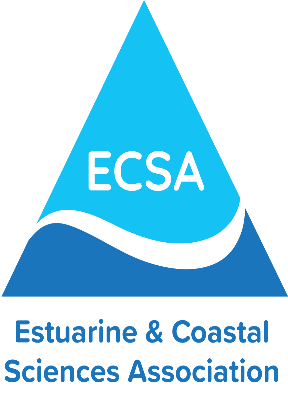 ECSA
Estuarine & Coastal
Sciences Association